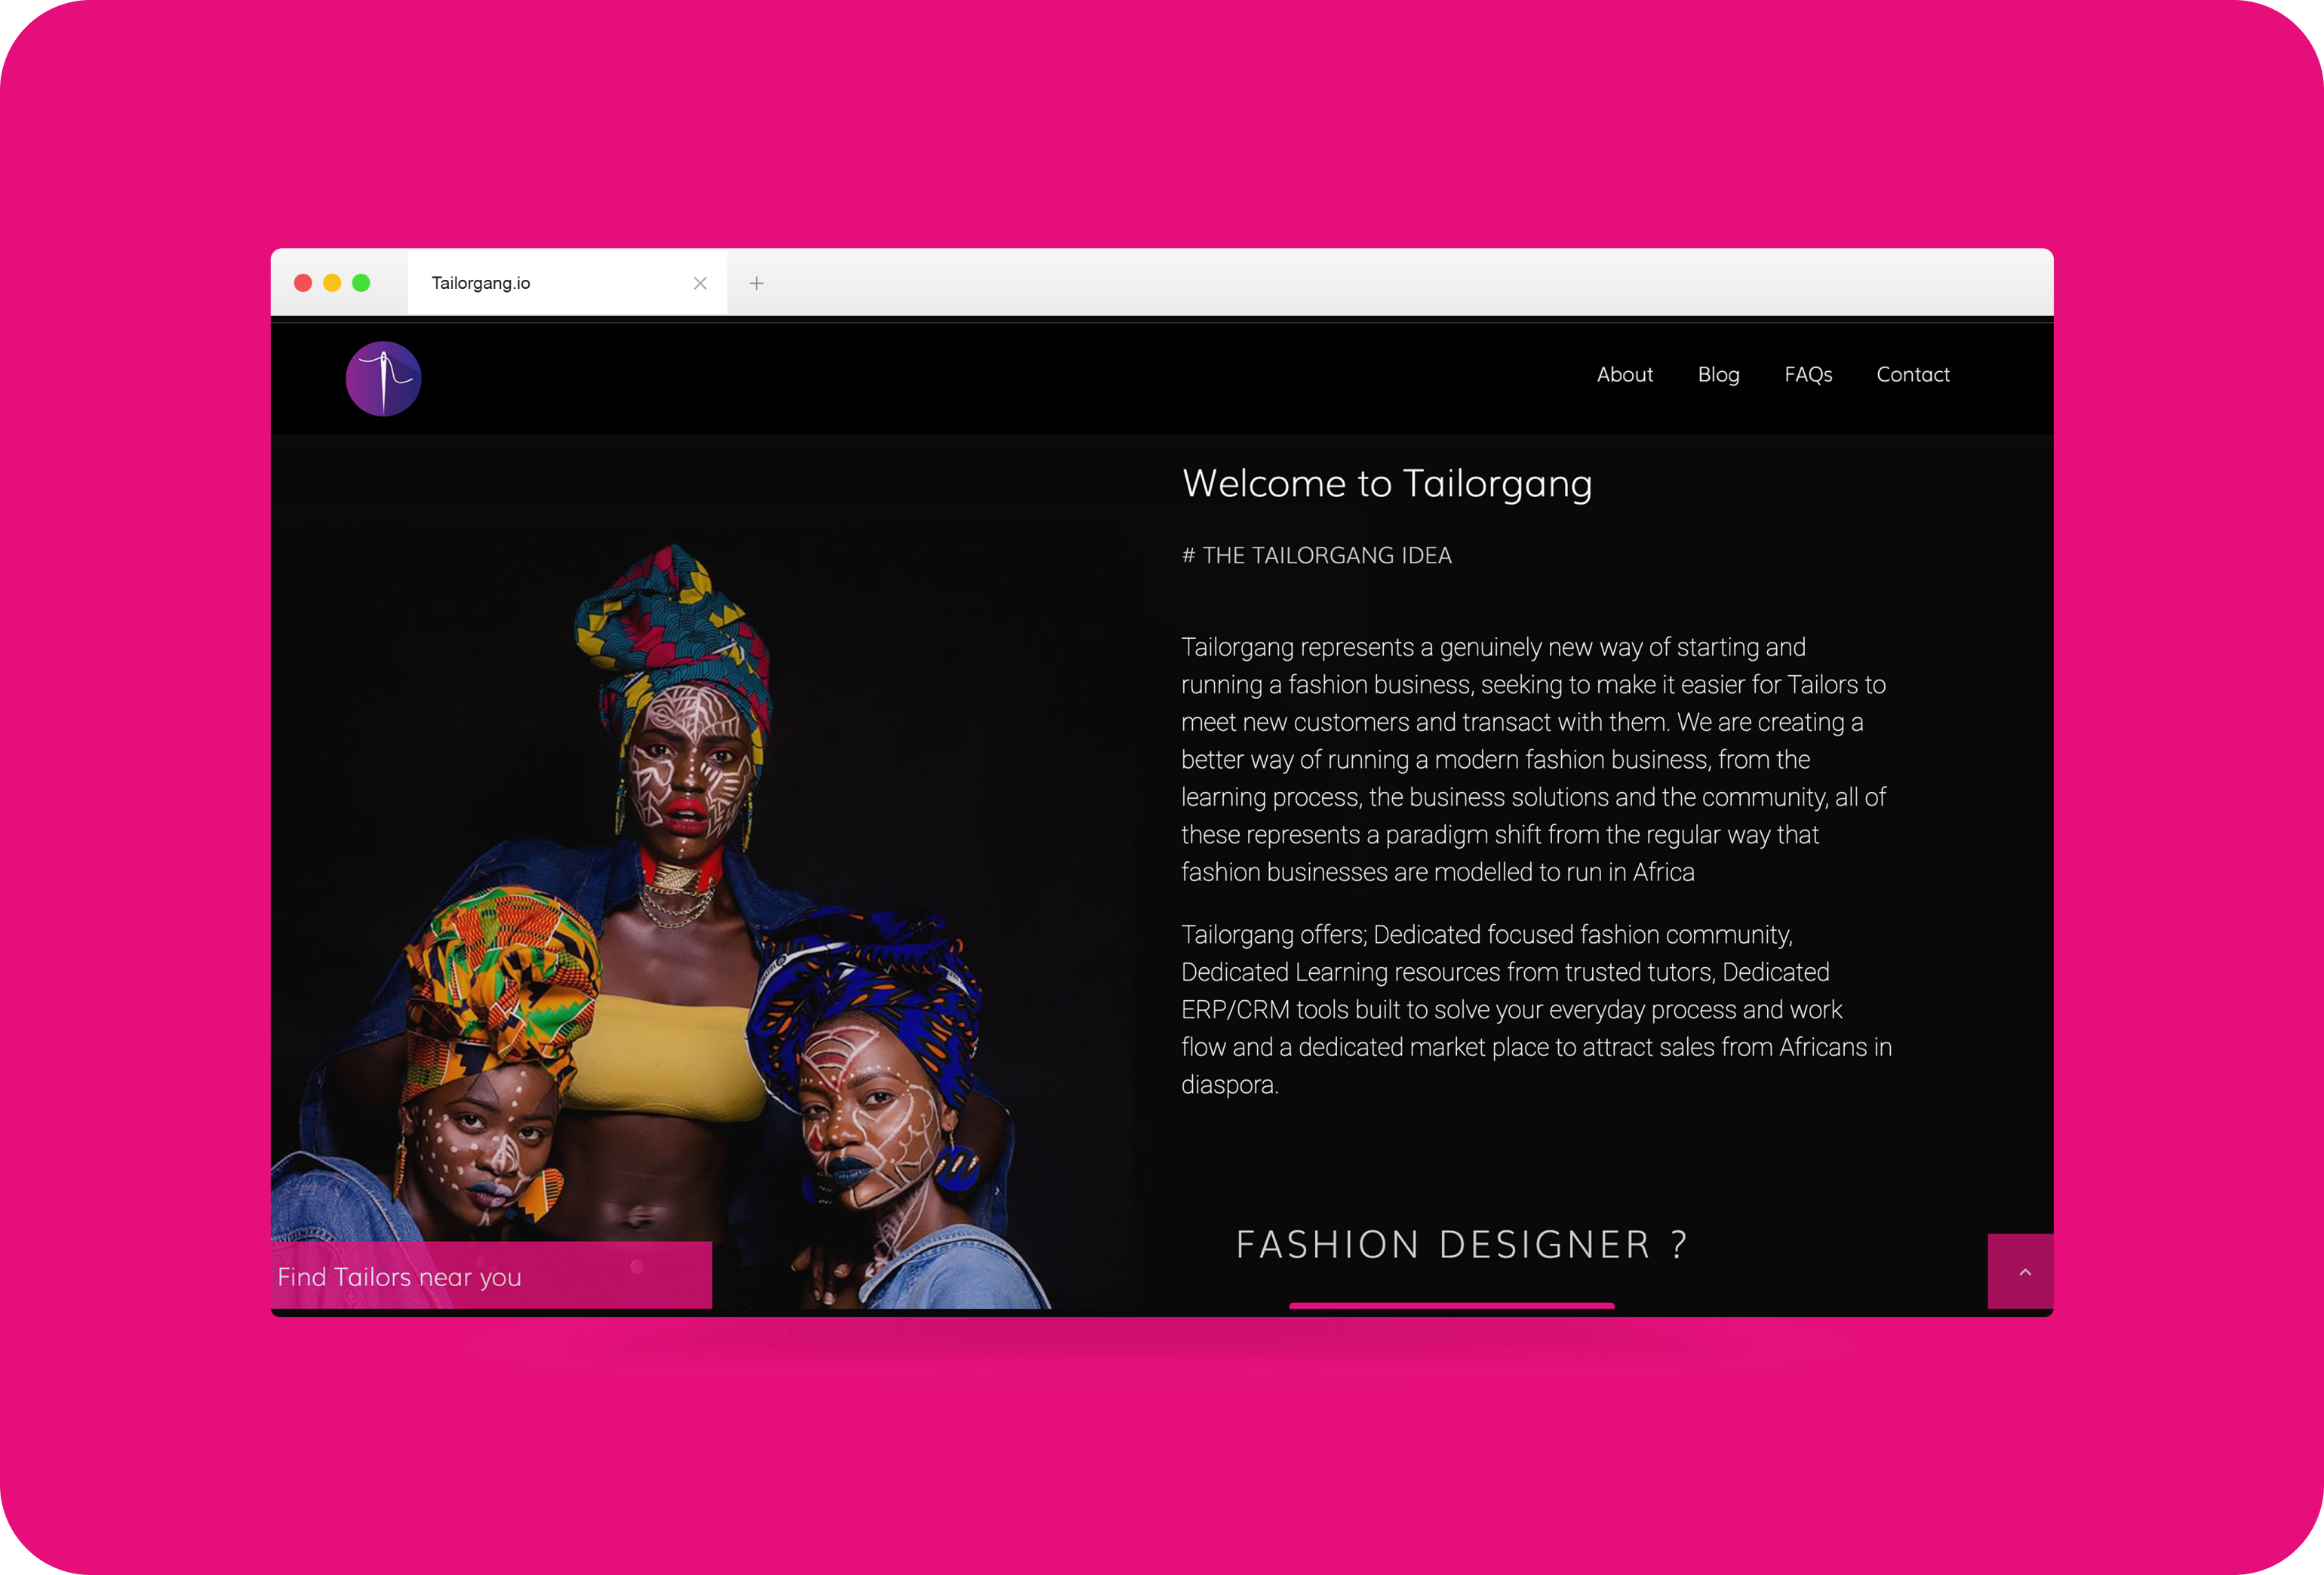 Tailorgang.io
About Blog FAQs Contact
Welcome to Tailorgang
# THE TAILORGANG IDEA
Tailorgang represents a genuinely new way of starting and
running a fashion business, seeking to make it easier for Tailors to
meet new customers and transact with them. We are creating a
better way of running a modern fashion business, from the
learning process, the business solutions and the community, all of
these represents a paradigm shift from the regular way that
fashion businesses are modelled to run in Africa
Tailorgang offers; Dedicated focused fashion community,
Dedicated Learning resources from trusted tutors, Dedicated
ERP/CRM tools built to solve your everyday process and work
flow and a dedicated market place to attract sales from Africans in
diaspora.
FASHION DESIGNER ?
Find Tailors near you